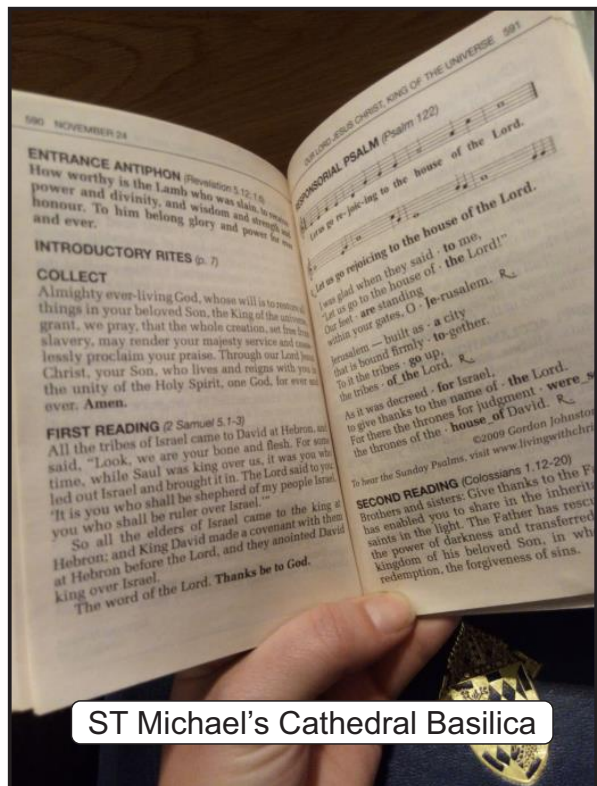 590 NOVEMBER 24
ENTRANCE ANTIPHON (Revelation 5.12; 1.6)
How worthy is the Lamb who was slain, to receive
power and divinity, and wisdom and strength and
honour. To him belong glory and power for ever
and ever.
INTRODUCTORY RITES (p. 7)
COLLECT
Almighty ever-living God, whose will is to restore all
things in your beloved Son, the King of the universe,
grant, we pray, that the whole creation, set free from
slavery, may render your majesty service and cease-
lessly proclaim your praise. Through our Lord Jesus
Christ, your Son, who lives and reigns with you in
the unity of the Holy Spirit, one God, for ever and
ever. Amen.
FIRST READING (2 Samuel 5.1-3)
All the tribes of Israel came to David at Hebron, and
said, "Look, we are your bone and flesh. For some
time, while Saul was king over us, it was you who
led out Israel and brought it in. The Lord said to you:
'It is you who shall be shepherd of my people Israel,
you who shall be ruler over Israel.'"
So all the elders of Israel came to the king at
Hebron; and King David made a covenant with them
at Hebron before the Lord, and they anointed David
king over Israel.
The word of the Lord. Thanks be to God.
OUR LORD JESUS CHRIST, KING OF THE UNIVERSE 591
RESPONSORIAL PSALM (Psalm 122)
Let us go re-joic-ing to the house of the Lord.
Let us go rejoicing to the house of the Lord.
I was glad when they said · to me,
"Let us go to the house of · the Lord!"
Our feet · are standing
within your gates, O · Je-rusalem. R.
Jerusalem — built as · a city
that is bound firmly · to-gether.
To it the tribes · go up,
the tribes · of_the Lord. R.
As it was decreed · for Israel,
to give thanks to the name of · the Lord.
For there the thrones for judgment · were_s
the thrones of the · house_of David. R.
©2009 Gordon Johnston
To hear the Sunday Psalms, visit www.livingwithchri
SECOND READING (Colossians 1.12-20)
Brothers and sisters: Give thanks to the F
has enabled you to share in the inherita
saints in the light. The Father has rescu
the power of darkness and transferred
kingdom of his beloved Son, in wh
redemption, the forgiveness of sins.
ST Michael's Cathedral Basilica